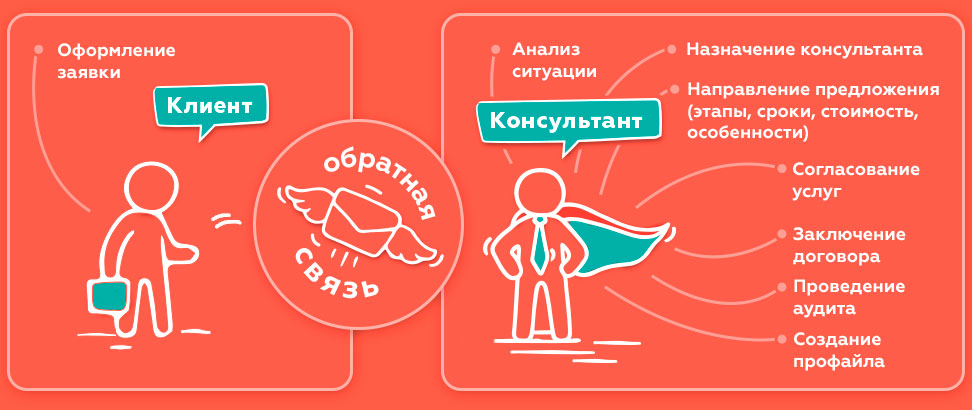 Оформление
заявки
Клиент
обратная
связь
Анализ
ситуации
Консультант
Назначение консультанта
Направление предложения
(этапы, сроки, стоимость,
особенности)
Согласование
услуг
Заключение
договора
Проведение
аудита
Создание
профайла